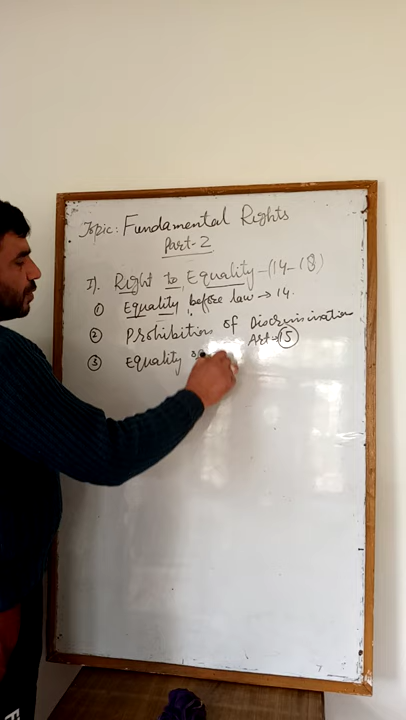 Topic: Fundamental Rights
Part-2
I). Right to Equality-(14-18)
① Equality before law → 14.
② Prohibition of Discrimination
Art→15
③ Equality